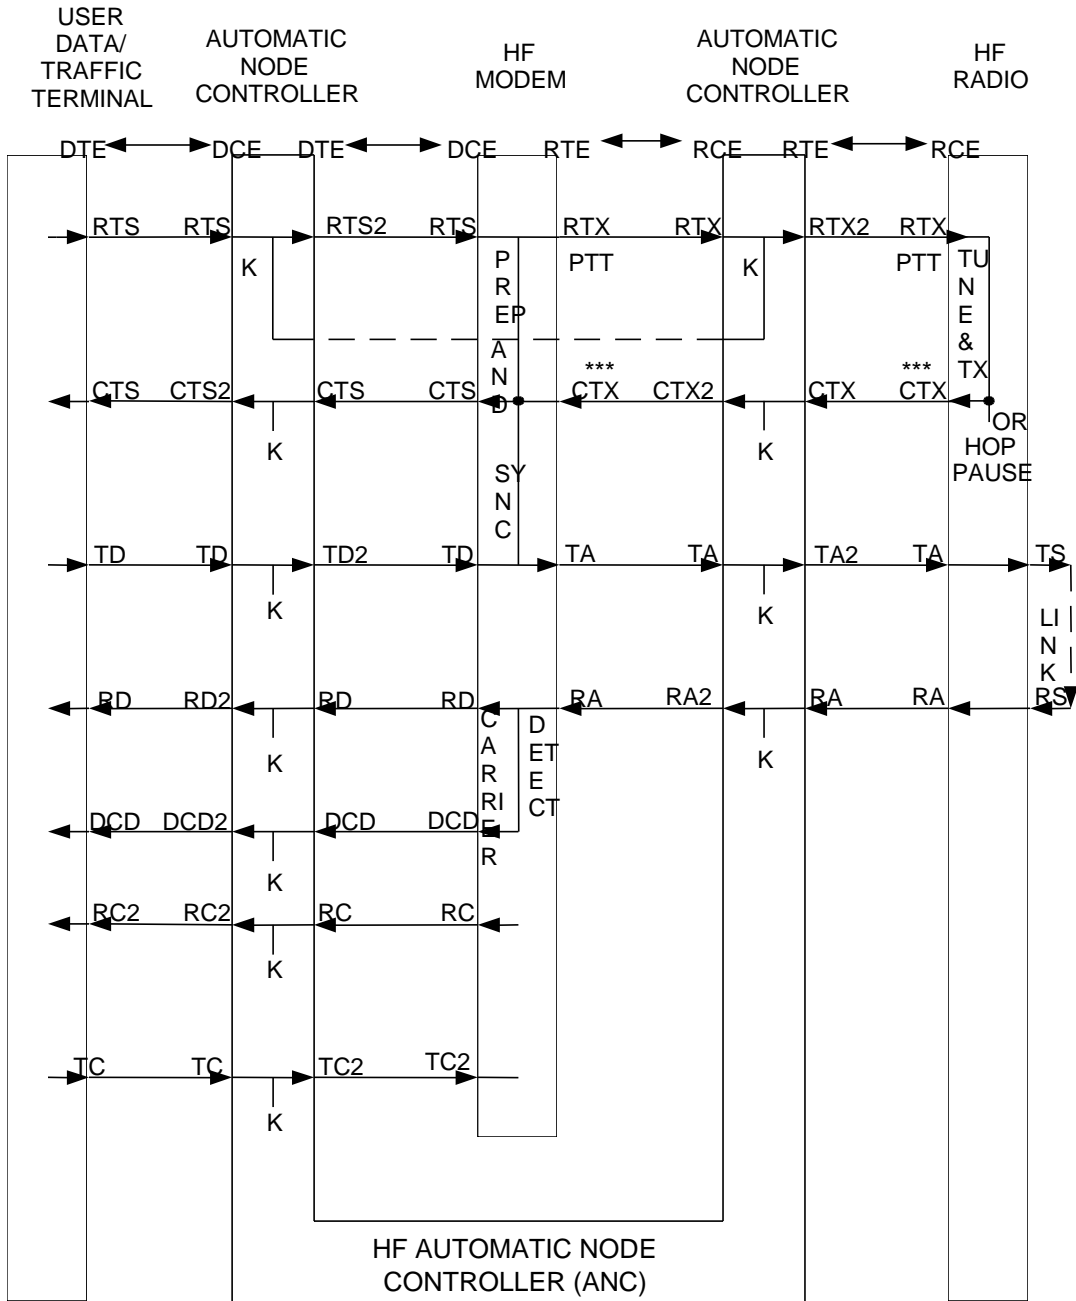 USER
DATA/
TRAFFIC
TERMINAL
AUTOMATIC
NODE
CONTROLLER
HF
MODEM
AUTOMATIC
NODE
CONTROLLER
HF
RADIO
DTE DCE DTE DCE RTE RCE RTE RCE
RTS RTS RTS2 RTS RTX RTX RTX2 RTX
K PTT K PTT
P
R
EP
A
N
D
SY
N
C
TU
N
E
&
TX
*** ***
CTS CTS2 CTS CTS CTX CTX2 CTX CTX
K K
OR
HOP
PAUSE
TD TD TD2 TD TA TA TA2 TA TS
K K
LI
N
K
RD RD2 RD RD RA RA2 RA RA RS
K K
C
A
R
RI
E
R
D
ET
E
CT
DCD DCD2 DCD DCD
K
RC2 RC2 RC RC
K
TC TC TC2 TC2
K
HF AUTOMATIC NODE
CONTROLLER (ANC)